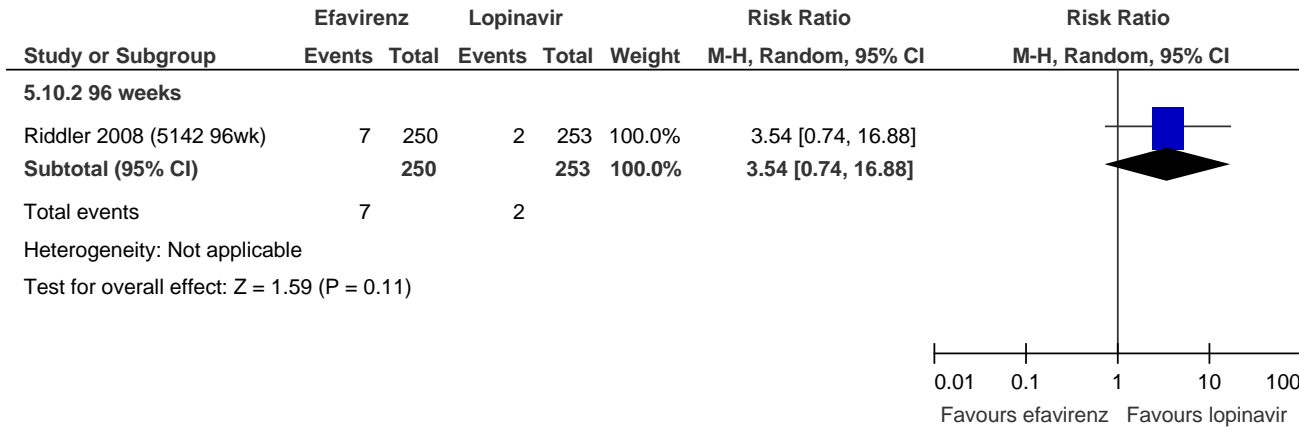 Efavirenz Lopinavir Risk Ratio Risk Ratio
Study or Subgroup Events Total Events Total Weight M-H, Random, 95% CI M-H, Random, 95% CI
5.10.2 96 weeks
Riddler 2008 (5142 96wk) 7 250 2 253 100.0% 3.54 [0.74, 16.88]
Subtotal (95% CI) 250 253 100.0% 3.54 [0.74, 16.88]
Total events 7 2
Heterogeneity: Not applicable
Test for overall effect: Z = 1.59 (P = 0.11)
0.01 0.1 1 10 100
Favours efavirenz Favours lopinavir